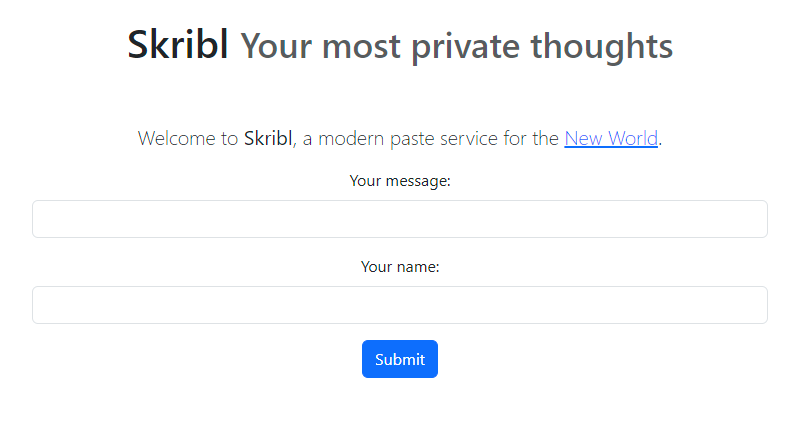 Skribl Your most private thoughts
Welcome to Skribl, a modern paste service for the New World.
Your message:
Your name:
Submit